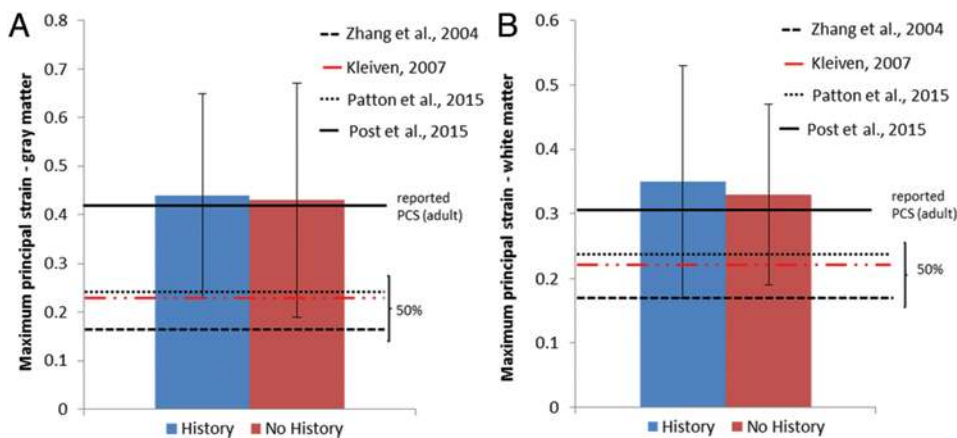 A
Maximum principal strain - gray matter
0.8
0.7
0.6
0.5
0.4
0.3
0.2
0.1
0
Zhang et al., 2004
Kleiven, 2007
Patton et al., 2015
Post et al., 2015
reported
PCS (adult)
50%
History
No History
B
Maximum principal strain - white matter
0.6
0.5
0.4
0.3
0.2
0.1
0
Zhang et al., 2004
Kleiven, 2007
Patton et al., 2015
Post et al., 2015
reported
PCS (adult)
50%
History
No History